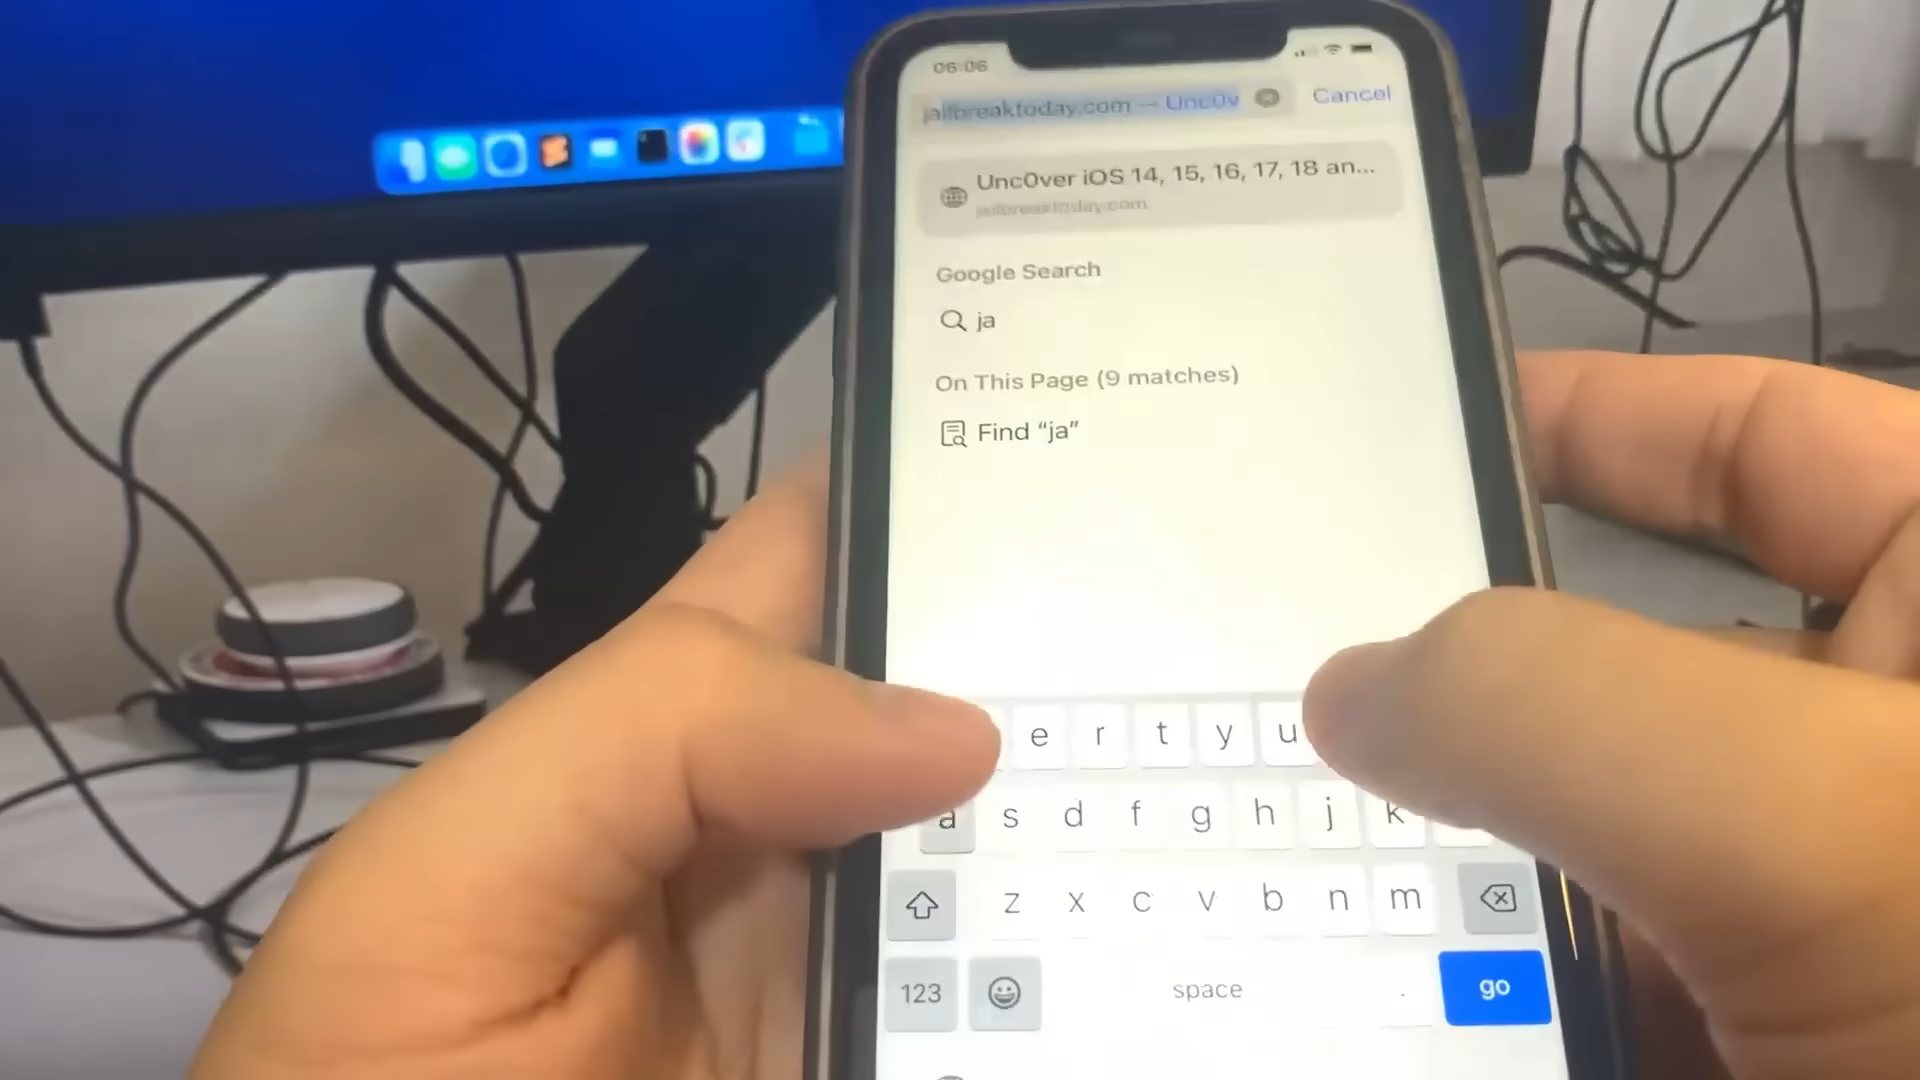 06:06
jailbreaktoday.com — Unc0v
Cancel
Unc0ver iOS 14, 15, 16, 17, 18 an...
jailbreaktoday.com
Google Search
ja
On This Page (9 matches)
Find “ja”
e r t y u
a s d f g h j k
z x c v b n m
123 space . go